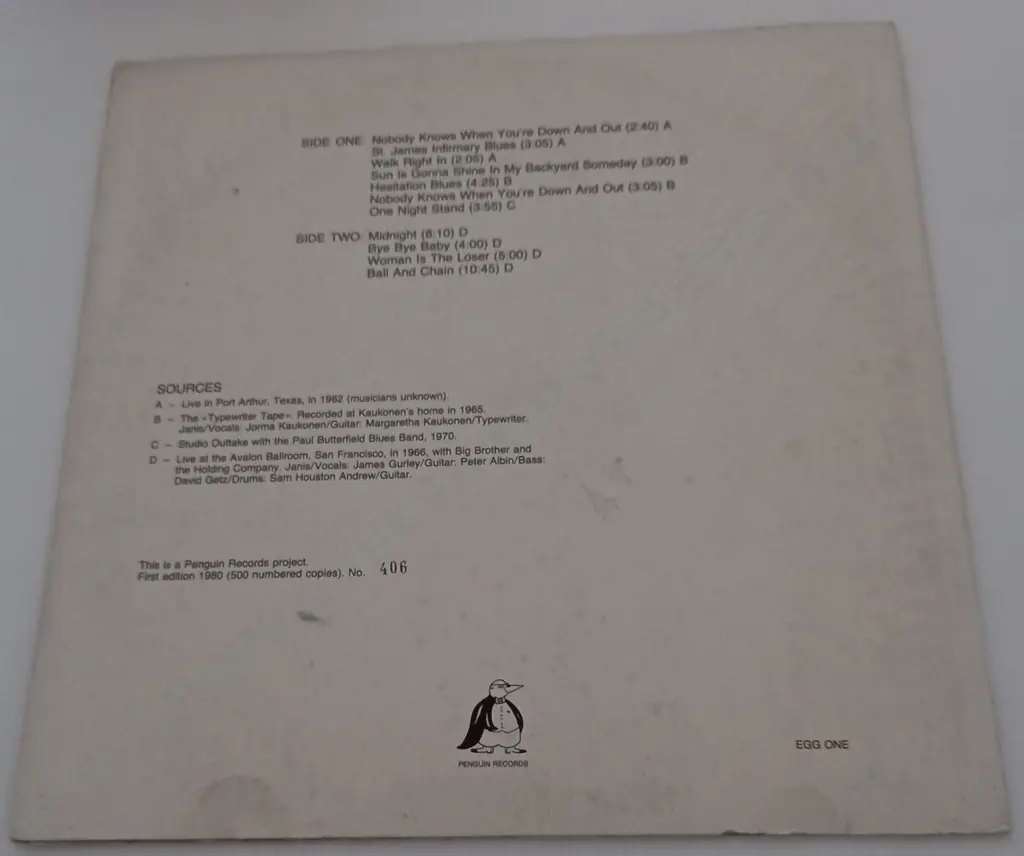 SIDE ONE: Nobody Knows When You're Down And Out (2:40) A
St. James Infirmary Blues (3:05) A
Walk Right In (2:05) A
Sun Is Gonna Shine In My Backyard Someday (3:00) B
Hesitation Blues (4:25) B
Nobody Knows When You're Down And Out (3:05) B
One Night Stand (3:55) C
SIDE TWO: Midnight (6:10) D
Bye Bye Baby (4:00) D
Woman Is The Loser (5:00) D
Ball And Chain (10:45) D
SOURCES
A – Live in Port Arthur, Texas, in 1962 (musicians unknown).
B – The «Typewriter Tape». Recorded at Kaukonen's home in 1965.
Janis/Vocals: Jorma Kaukonen/Guitar: Margaretha Kaukonen/Typewriter.
C – Studio Outtake with the Paul Butterfield Blues Band, 1970.
D – Live at the Avalon Ballroom, San Francisco, in 1966, with Big Brother and
the Holding Company. Janis/Vocals: James Gurley/Guitar: Peter Albin/Bass:
David Getz/Drums: Sam Houston Andrew/Guitar.
This is a Penguin Records project.
First edition 1980 (500 numbered copies). No. 406
PENGUIN RECORDS
EGG ONE